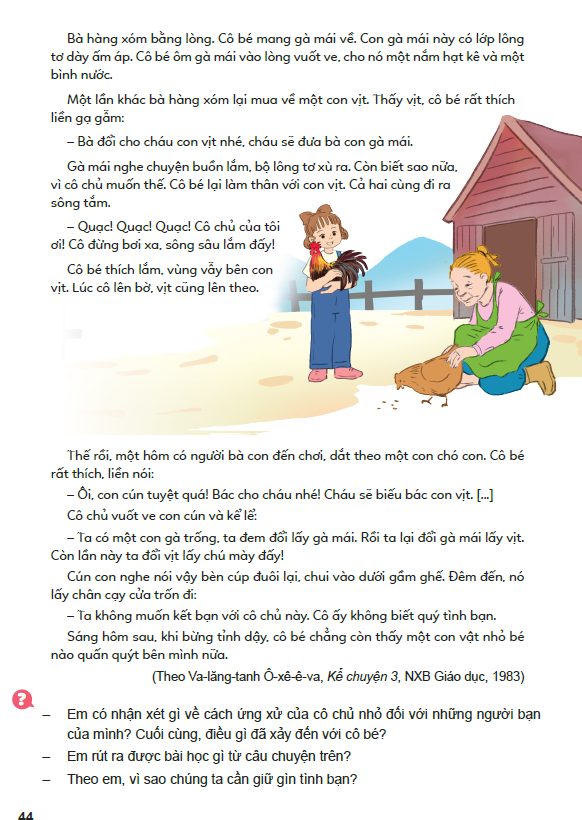 Bà hàng xóm bằng lòng. Cô bé mang gà mái về. Con gà mái này có lớp lông
tơ dày ấm áp. Cô bé ôm gà mái vào lòng vuốt ve, cho nó một nắm hạt kê và một
bình nước.
Một lần khác bà hàng xóm lại mua về một con vịt. Thấy vịt, cô bé rất thích
liền gạ gẫm:
– Bà đổi cho cháu con vịt nhé, cháu sẽ đưa bà con gà mái.
Gà mái nghe chuyện buồn lắm, bộ lông tơ xù ra. Còn biết sao nữa,
vì cô chủ muốn thế. Cô bé lại làm thân với con vịt. Cả hai cùng đi ra
sông tắm.
– Quạc! Quạc! Quạc! Cô chủ của tôi
ơi! Cô đừng bơi xa, sông sâu lắm đấy!
Cô bé thích lắm, vùng vẫy bên con
vịt. Lúc cô lên bờ, vịt cũng lên theo.
Thế rồi, một hôm có người bà con đến chơi, dắt theo một con chó con. Cô bé
rất thích, liền nói:
– Ôi, con cún tuyệt quá! Bác cho cháu nhé! Cháu sẽ biếu bác con vịt. [...]
Cô chủ vuốt ve con cún và kể lể:
– Ta có một con gà trống, ta đem đổi lấy gà mái. Rồi ta lại đổi gà mái lấy vịt.
Còn lần này ta đổi vịt lấy chú mày đấy!
Cún con nghe nói vậy bèn cúp đuôi lại, chui vào dưới gầm ghế. Đêm đến, nó
lấy chân cạy cửa trốn đi:
– Ta không muốn kết bạn với cô chủ này. Cô ấy không biết quý tình bạn.
Sáng hôm sau, khi bừng tỉnh dậy, cô bé chẳng còn thấy một con vật nhỏ bé
nào quấn quýt bên mình nữa.
(Theo Va-lăng-tanh Ô-xê-ê-va, Kể chuyện 3, NXB Giáo dục, 1983)
?
– Em có nhận xét gì về cách ứng xử của cô chủ nhỏ đối với những người bạn
của mình? Cuối cùng, điều gì đã xảy đến với cô bé?
– Em rút ra được bài học gì từ câu chuyện trên?
– Theo em, vì sao chúng ta cần giữ gìn tình bạn?
44